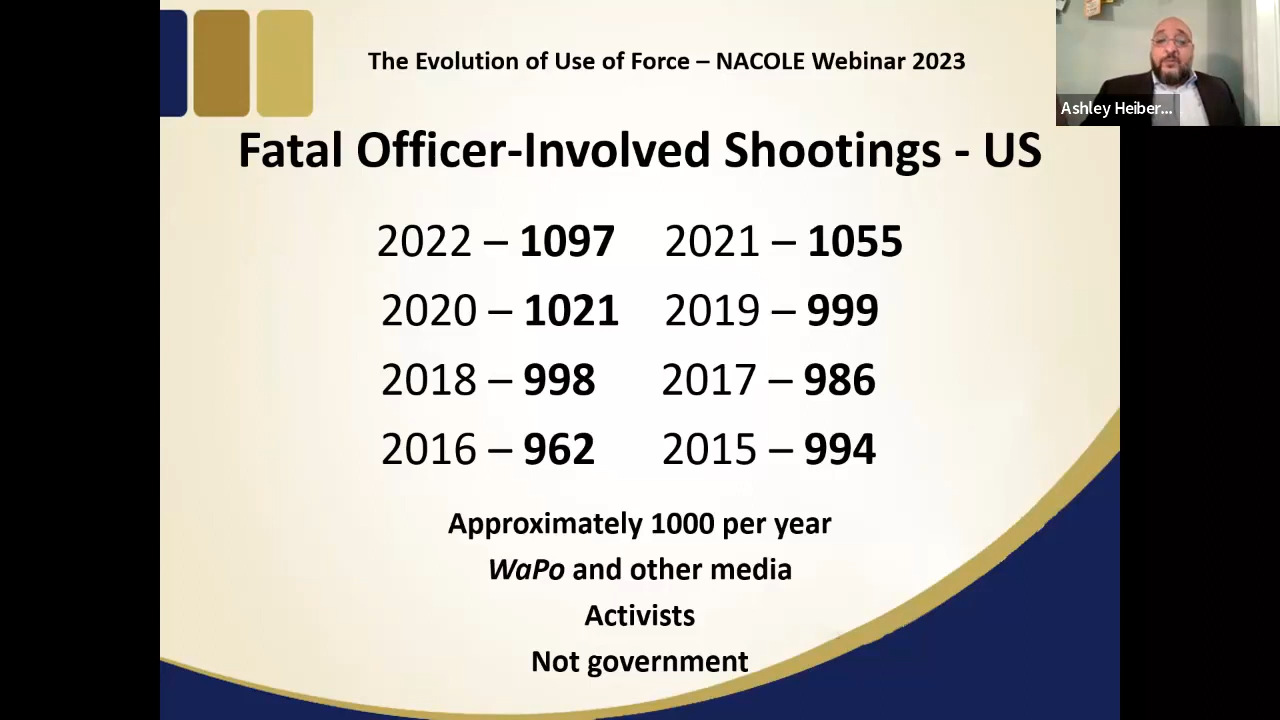 The Evolution of Use of Force – NACOLE Webinar 2023
Ashley Heiber...
Fatal Officer-Involved Shootings - US
2022 – 1097 2021 – 1055
2020 – 1021 2019 – 999
2018 – 998 2017 – 986
2016 – 962 2015 – 994
Approximately 1000 per year
WaPo and other media
Activists
Not government